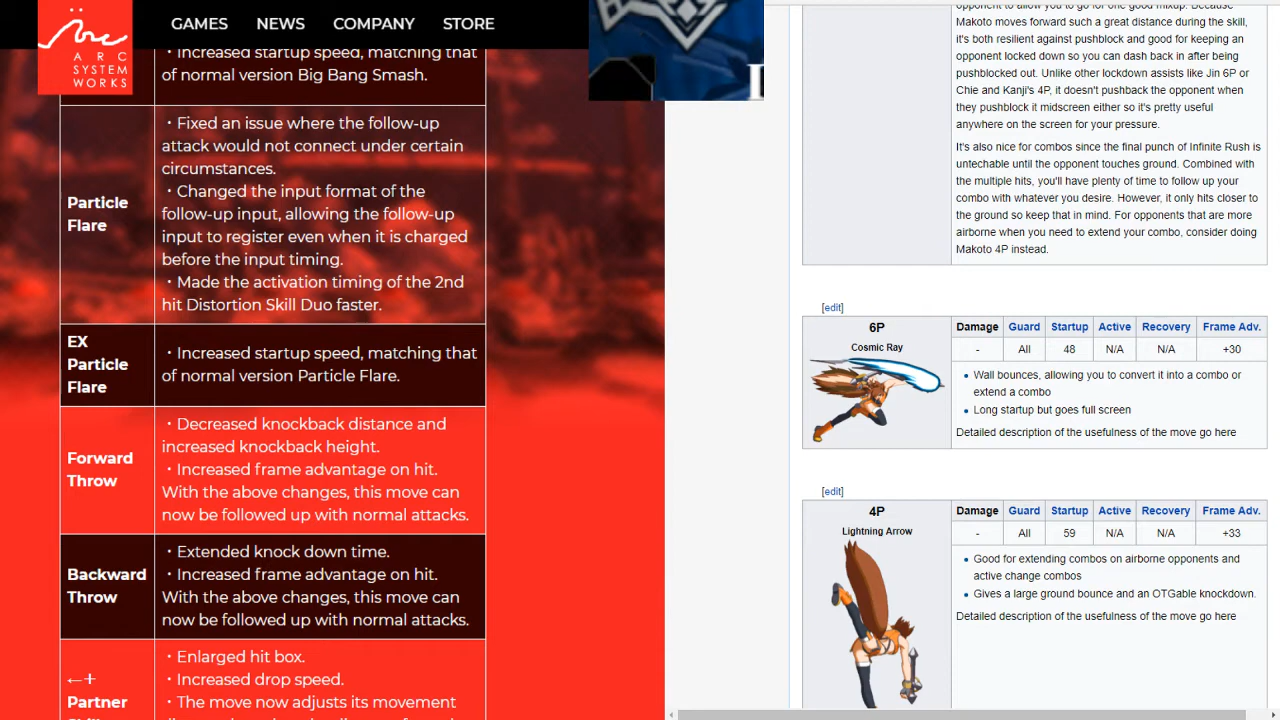 ARC
SYSTEM
WORKS
GAMES NEWS COMPANY STORE
・Increased startup speed, matching that
of normal version Big Bang Smash.
Particle
Flare
・Fixed an issue where the follow-up
attack would not connect under certain
circumstances.
・Changed the input format of the
follow-up input, allowing the follow-up
input to register even when it is charged
before the input timing.
・Made the activation timing of the 2nd
hit Distortion Skill Duo faster.
EX
Particle
Flare
・Increased startup speed, matching that
of normal version Particle Flare.
Forward
Throw
・Decreased knockback distance and
increased knockback height.
・Increased frame advantage on hit.
With the above changes, this move can
now be followed up with normal attacks.
Backward
Throw
・Extended knock down time.
・Increased frame advantage on hit.
With the above changes, this move can
now be followed up with normal attacks.
←+
Partner
・Enlarged hit box.
・Increased drop speed.
・The move now adjusts its movement
opponent to allow you to go for one good mixup. Because
Makoto moves forward such a great distance during the skill,
it's both resilient against pushblock and good for keeping an
opponent locked down so you can dash back in after being
pushblocked out. Unlike other lockdown assists like Jin 6P or
Chie and Kanji's 4P, it doesn't pushback the opponent when
they pushblock it midscreen either so it's pretty useful
anywhere on the screen for your pressure.
It's also nice for combos since the final punch of Infinite Rush is
untechable until the opponent touches ground. Combined with
the multiple hits, you'll have plenty of time to follow up your
combo with whatever you desire. However, it only hits closer to
the ground so keep that in mind. For opponents that are more
airborne when you need to extend your combo, consider doing
Makoto 4P instead.
[edit]
6P
Cosmic Ray
Damage Guard Startup Active Recovery Frame Adv.
- All 48 N/A N/A +30
• Wall bounces, allowing you to convert it into a combo or
extend a combo
• Long startup but goes full screen
Detailed description of the usefulness of the move go here
[edit]
4P
Lightning Arrow
Damage Guard Startup Active Recovery Frame Adv.
- All 59 N/A N/A +33
• Good for extending combos on airborne opponents and
active change combos
• Gives a large ground bounce and an OTGable knockdown.
Detailed description of the usefulness of the move go here